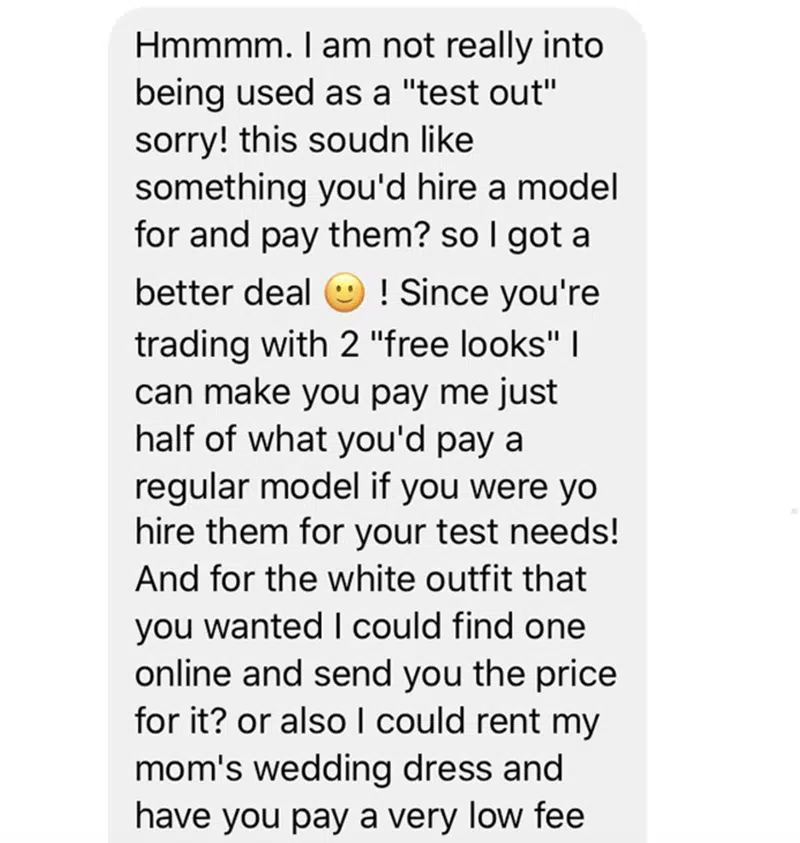 Hmmmm. I am not really into
being used as a "test out"
sorry! this soudn like
something you'd hire a model
for and pay them? so I got a
better deal 🙂 ! Since you're
trading with 2 "free looks" I
can make you pay me just
half of what you'd pay a
regular model if you were yo
hire them for your test needs!
And for the white outfit that
you wanted I could find one
online and send you the price
for it? or also I could rent my
mom's wedding dress and
have you pay a very low fee